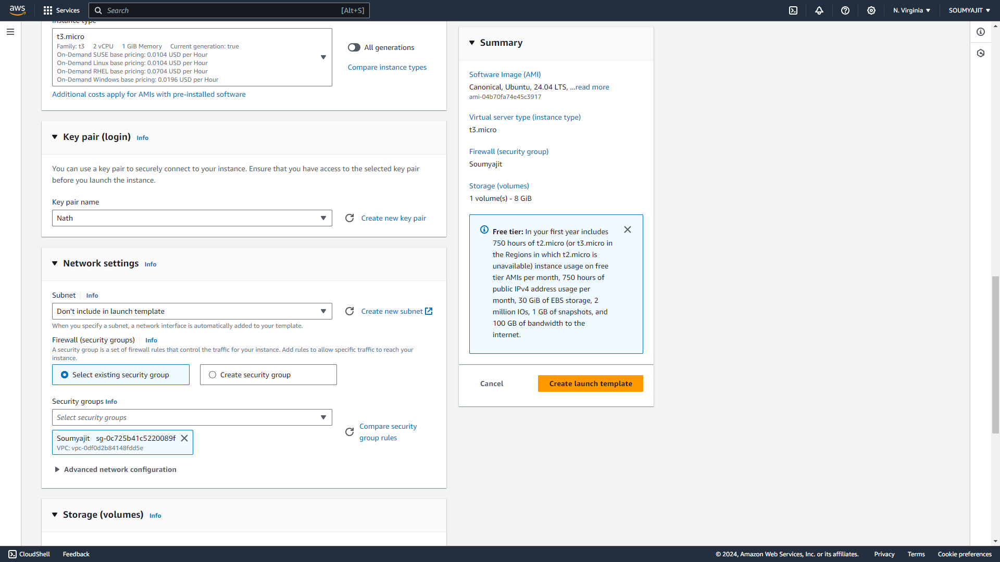 aws
Services
Search
[Alt+S]
N. Virginia
SOUMYAJIT
Instance type
t3.micro
Family: t3 2 vCPU 1 GiB Memory Current generation: true
On-Demand SUSE base pricing: 0.0104 USD per Hour
On-Demand Linux base pricing: 0.0104 USD per Hour
On-Demand RHEL base pricing: 0.0704 USD per Hour
On-Demand Windows base pricing: 0.0196 USD per Hour
All generations
Compare instance types
Additional costs apply for AMIs with pre-installed software
Key pair (login) Info
You can use a key pair to securely connect to your instance. Ensure that you have access to the selected key pair
before you launch the instance.
Key pair name
Nath
Create new key pair
Network settings Info
Subnet Info
Don't include in launch template
Create new subnet
When you specify a subnet, a network interface is automatically added to your template.
Firewall (security groups) Info
A security group is a set of firewall rules that control the traffic for your instance. Add rules to allow specific traffic to reach your
instance.
Select existing security group
Create security group
Security groups Info
Select security groups
Soumyajit sg-0c725b41c5220089f
VPC: vpc-0df0d2b84148fdd5e
Compare security
group rules
Advanced network configuration
Storage (volumes) Info
Summary
Software Image (AMI)
Canonical, Ubuntu, 24.04 LTS, ...read more
ami-04b70fa74e45c3917
Virtual server type (instance type)
t3.micro
Firewall (security group)
Soumyajit
Storage (volumes)
1 volume(s) - 8 GiB
Free tier: In your first year includes
750 hours of t2.micro (or t3.micro in
the Regions in which t2.micro is
unavailable) instance usage on free
tier AMIs per month, 750 hours of
public IPv4 address usage per
month, 30 GiB of EBS storage, 2
million IOs, 1 GB of snapshots, and
100 GB of bandwidth to the
internet.
Cancel
Create launch template
CloudShell
Feedback
© 2024, Amazon Web Services, Inc. or its affiliates.
Privacy
Terms
Cookie preferences